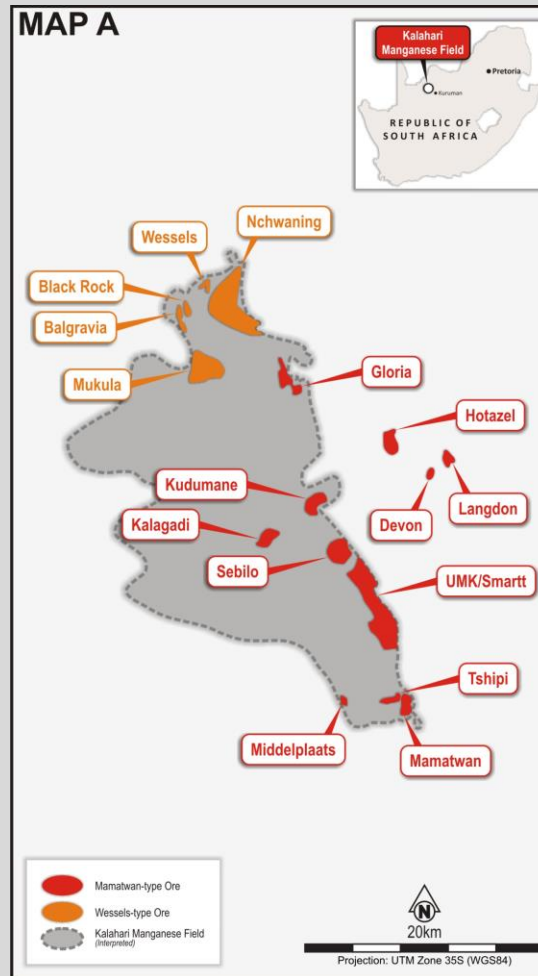 MAP A
Kalahari
Manganese Field
Pretoria
Kuruman
REPUBLIC OF
SOUTH AFRICA
Nchwaning
Wessels
Black Rock
Balgravia
Mukula
Gloria
Hotazel
Kudumane
Langdon
Devon
Kalagadi
Sebilo
UMK/Smartt
Tshipi
Middelplaats
Mamatwan
Mamatwan-type Ore
Wessels-type Ore
Kalahari Manganese Field
(Interpreted)
N
20km
Projection: UTM Zone 35S (WGS84)